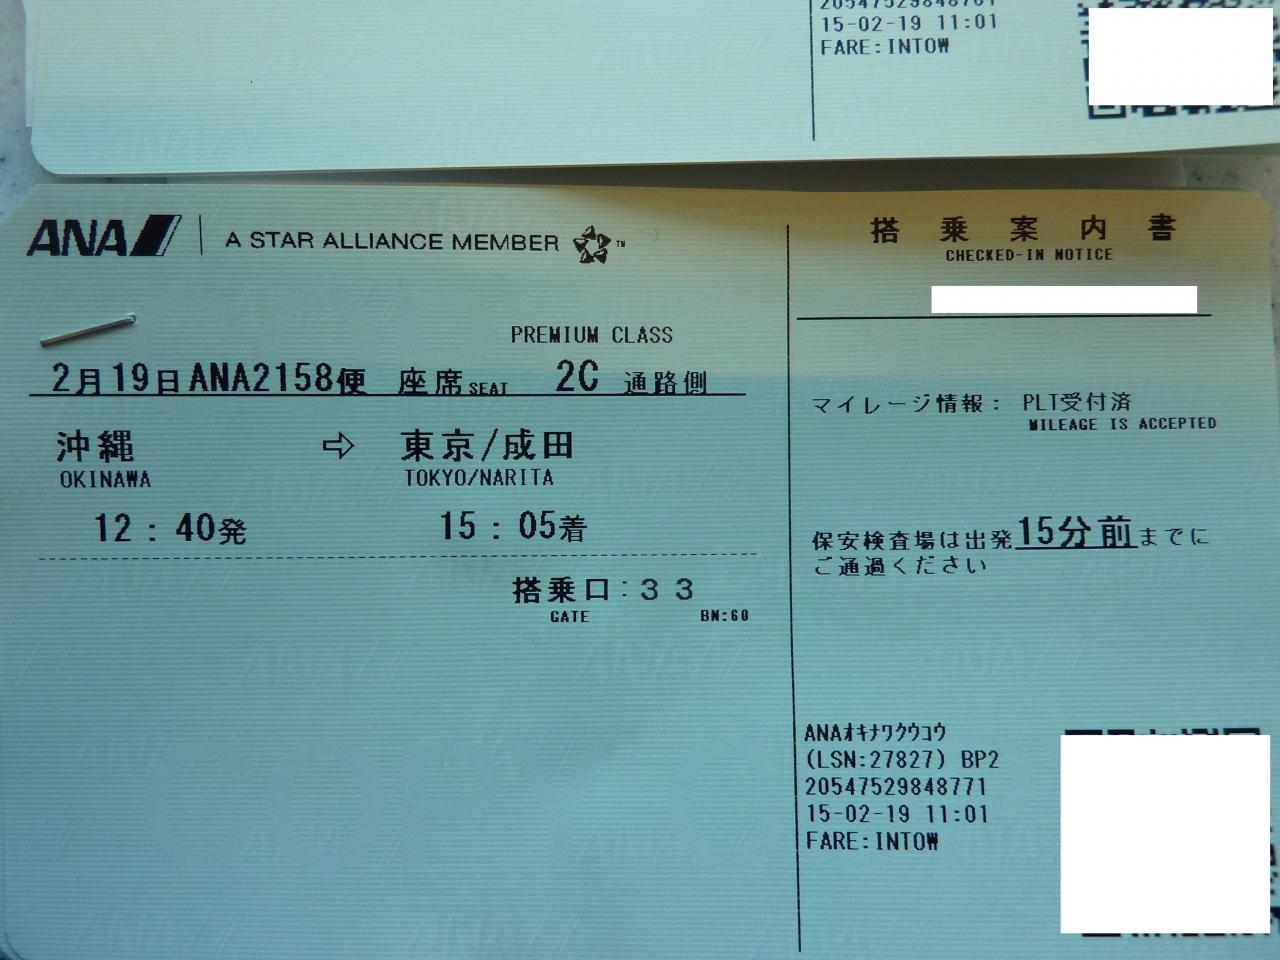 15-02-19 11:01
FARE:INTOW
ANA A STAR ALLIANCE MEMBER TM
搭乗案内書
CHECKED-IN NOTICE
PREMIUM CLASS
2月19日ANA2158便 座席SEAT 2C 通路側
沖縄 ⇨ 東京/成田
OKINAWA TOKYO/NARITA
12:40発 15:05着
搭乗口:33
GATE BN:60
マイレージ情報: PLT受付済
MILEAGE IS ACCEPTED
保安検査場は出発15分前までに
ご通過ください
ANAオキナワクウコウ
(LSN:27827) BP2
20547529848771
15-02-19 11:01
FARE:INTOW